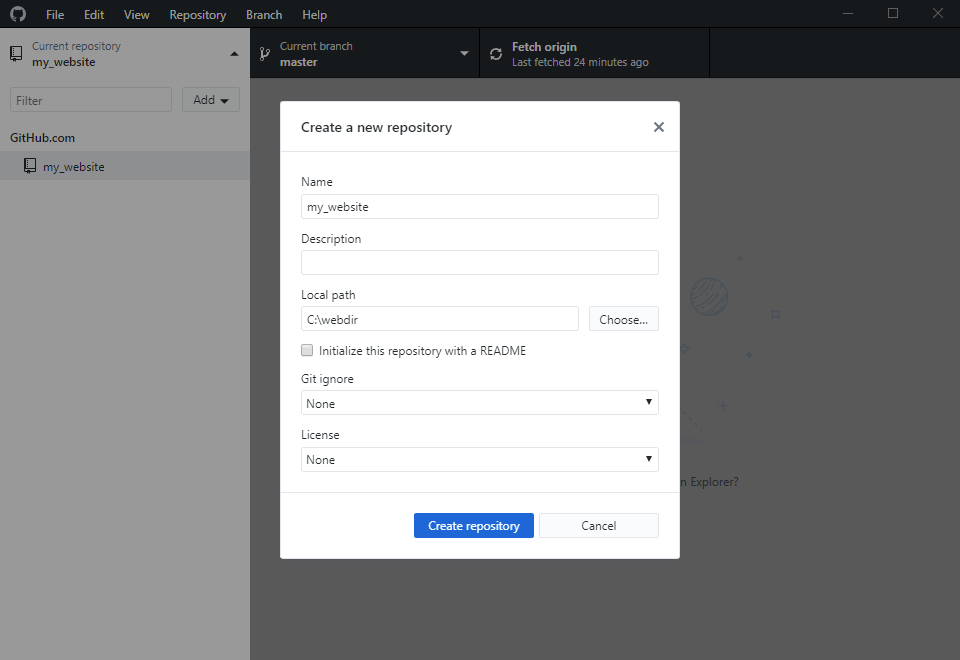 File Edit View Repository Branch Help
Current repository
my_website
Current branch
master
Fetch origin
Last fetched 24 minutes ago
Filter
Add
GitHub.com
my_website
Create a new repository
Name
my_website
Description
Local path
C:\webdir
Choose...
Initialize this repository with a README
Git ignore
None
License
None
Create repository
Cancel
n Explorer?